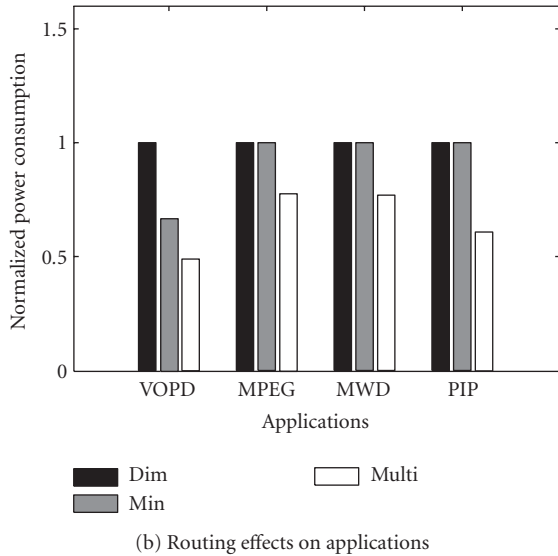 1.5
1
0.5
0
Normalized power consumption
VOPD MPEG MWD PIP
Applications
Dim
Min
Multi
(b) Routing effects on applications